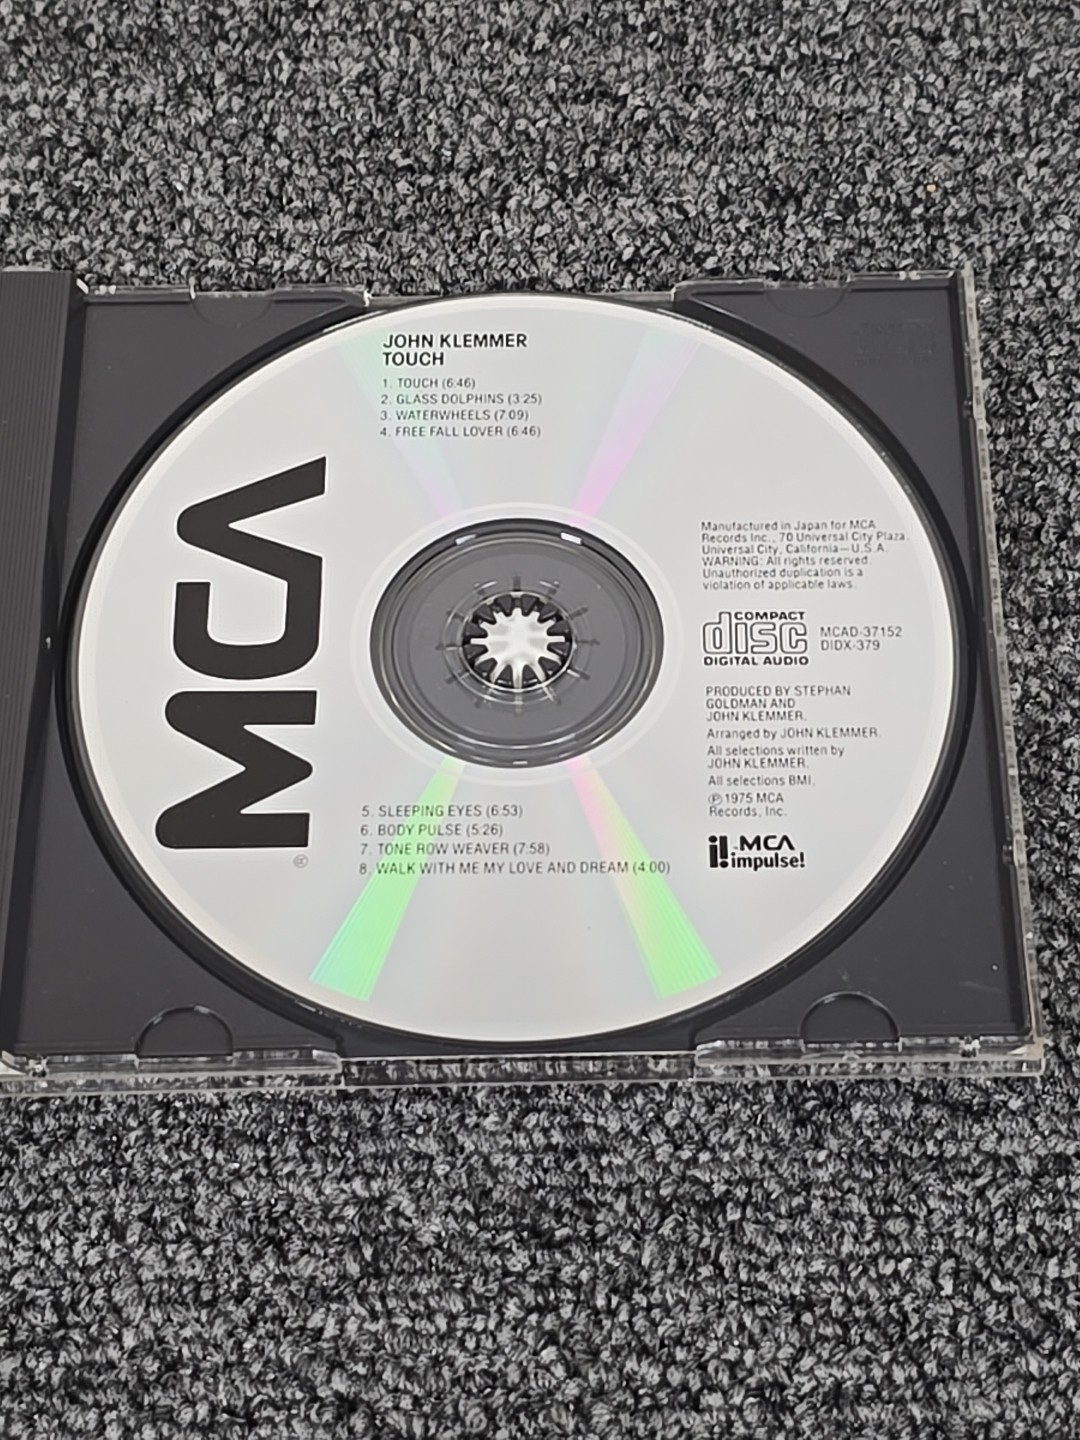 JOHN KLEMMER
TOUCH
1. TOUCH (6:46)
2. GLASS DOLPHINS (3:25)
3. WATERWHEELS (7:09)
4. FREE FALL LOVER (6:46)
MCA
®
Manufactured in Japan for MCA
Records Inc., 70 Universal City Plaza,
Universal City, California—U.S.A.
WARNING: All rights reserved.
Unauthorized duplication is a
violation of applicable laws.
COMPACT
disc
DIGITAL AUDIO
MCAD-37152
DIDX-379
PRODUCED BY STEPHAN
GOLDMAN AND
JOHN KLEMMER.
Arranged by JOHN KLEMMER.
All selections written by
JOHN KLEMMER.
All selections BMI.
℗ 1975 MCA
Records, Inc.
MCA
impulse!
5. SLEEPING EYES (6:53)
6. BODY PULSE (5:26)
7. TONE ROW WEAVER (7:58)
8. WALK WITH ME MY LOVE AND DREAM (4:00)